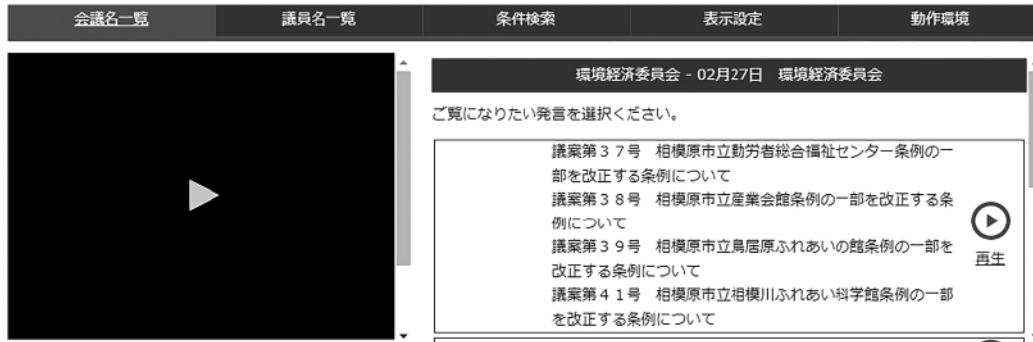 会議名一覧
議員名一覧
条件検索
表示設定
動作環境
環境経済委員会 - 02月27日　環境経済委員会
ご覧になりたい発言を選択ください。
議案第３７号　相模原市立勤労者総合福祉センター条例の一
部を改正する条例について
議案第３８号　相模原市立産業会館条例の一部を改正する条
例について
議案第３９号　相模原市立鳥居原ふれあいの館条例の一部を
改正する条例について
議案第４１号　相模原市立相模川ふれあい科学館条例の一部
を改正する条例について
再生